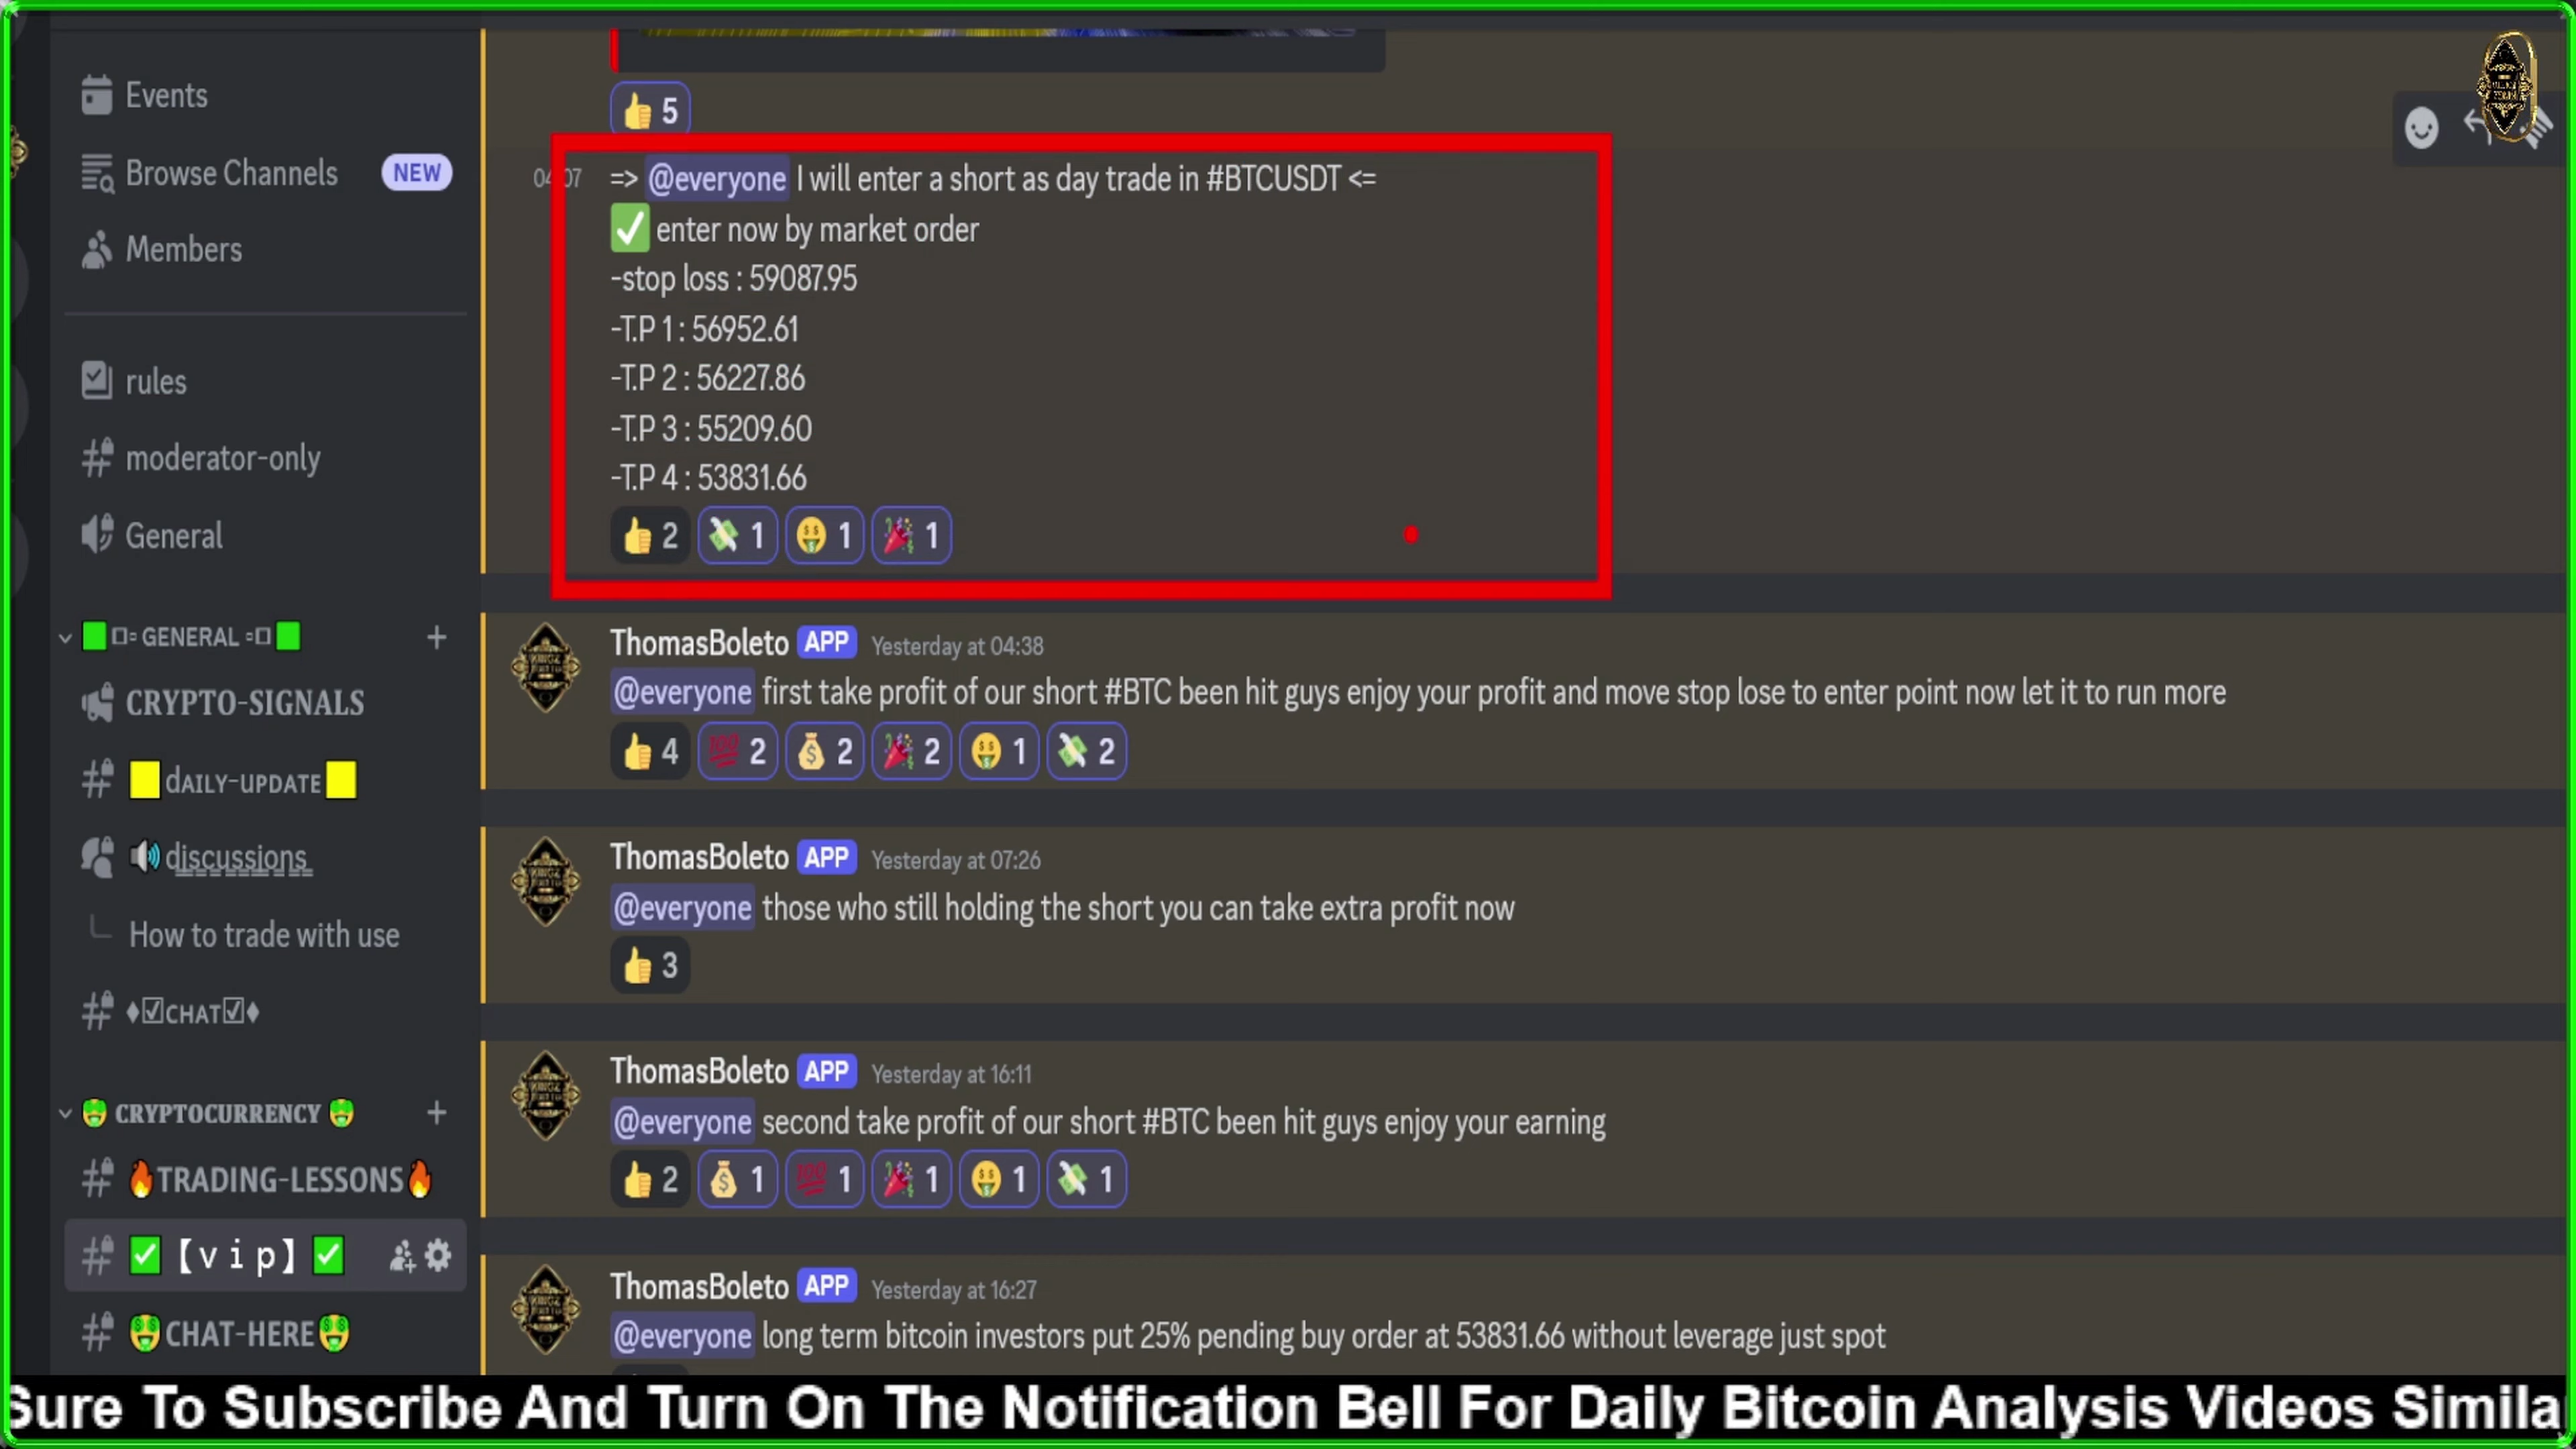 Events
Browse Channels NEW
Members
rules
moderator-only
General
GENERAL
CRYPTO-SIGNALS
dAILY-UPDATE
discussions
How to trade with use
CHAT
CRYPTOCURRENCY
🔥TRADING-LESSONS🔥
✅【vip】✅
🤑CHAT-HERE🤑
👍 5
=> @everyone I will enter a short as day trade in #BTCUSDT <=
✅ enter now by market order
-stop loss : 59087.95
-T.P 1 : 56952.61
-T.P 2 : 56227.86
-T.P 3 : 55209.60
-T.P 4 : 53831.66
👍 2 💸 1 🤑 1 🎉 1
ThomasBoleto APP Yesterday at 04:38
@everyone first take profit of our short #BTC been hit guys enjoy your profit and move stop lose to enter point now let it to run more
👍 4 💯 2 💰 2 🎉 2 🤑 1 💸 2
ThomasBoleto APP Yesterday at 07:26
@everyone those who still holding the short you can take extra profit now
👍 3
ThomasBoleto APP Yesterday at 16:11
@everyone second take profit of our short #BTC been hit guys enjoy your earning
👍 2 💰 1 💯 1 🎉 1 🤑 1 💸 1
ThomasBoleto APP Yesterday at 16:27
@everyone long term bitcoin investors put 25% pending buy order at 53831.66 without leverage just spot
Sure To Subscribe And Turn On The Notification Bell For Daily Bitcoin Analysis Videos Simila